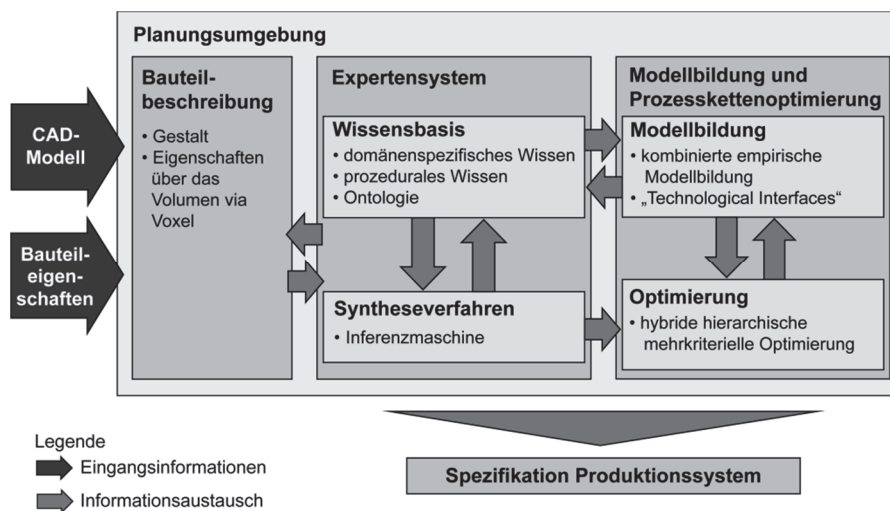 Planungsumgebung
CAD-
Modell
Bauteil-
eigen-
schaften
Bauteil-
beschreibung
• Gestalt
• Eigenschaften
über das
Volumen via
Voxel
Expertensystem
Wissensbasis
• domänenspezifisches Wissen
• prozedurales Wissen
• Ontologie
Syntheseverfahren
• Inferenzmaschine
Modellbildung und
Prozesskettenoptimierung
Modellbildung
• kombinierte empirische
Modellbildung
• „Technological Interfaces“
Optimierung
• hybride hierarchische
mehrkriterielle Optimierung
Legende
Eingangsinformationen
Informationsaustausch
Spezifikation Produktionssystem